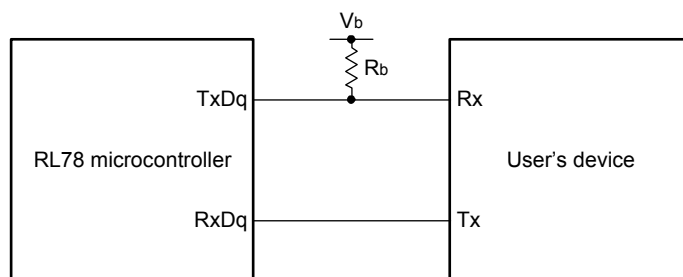 Vb
Rb
TxDq
Rx
RL78 microcontroller
User's device
RxDq
Tx